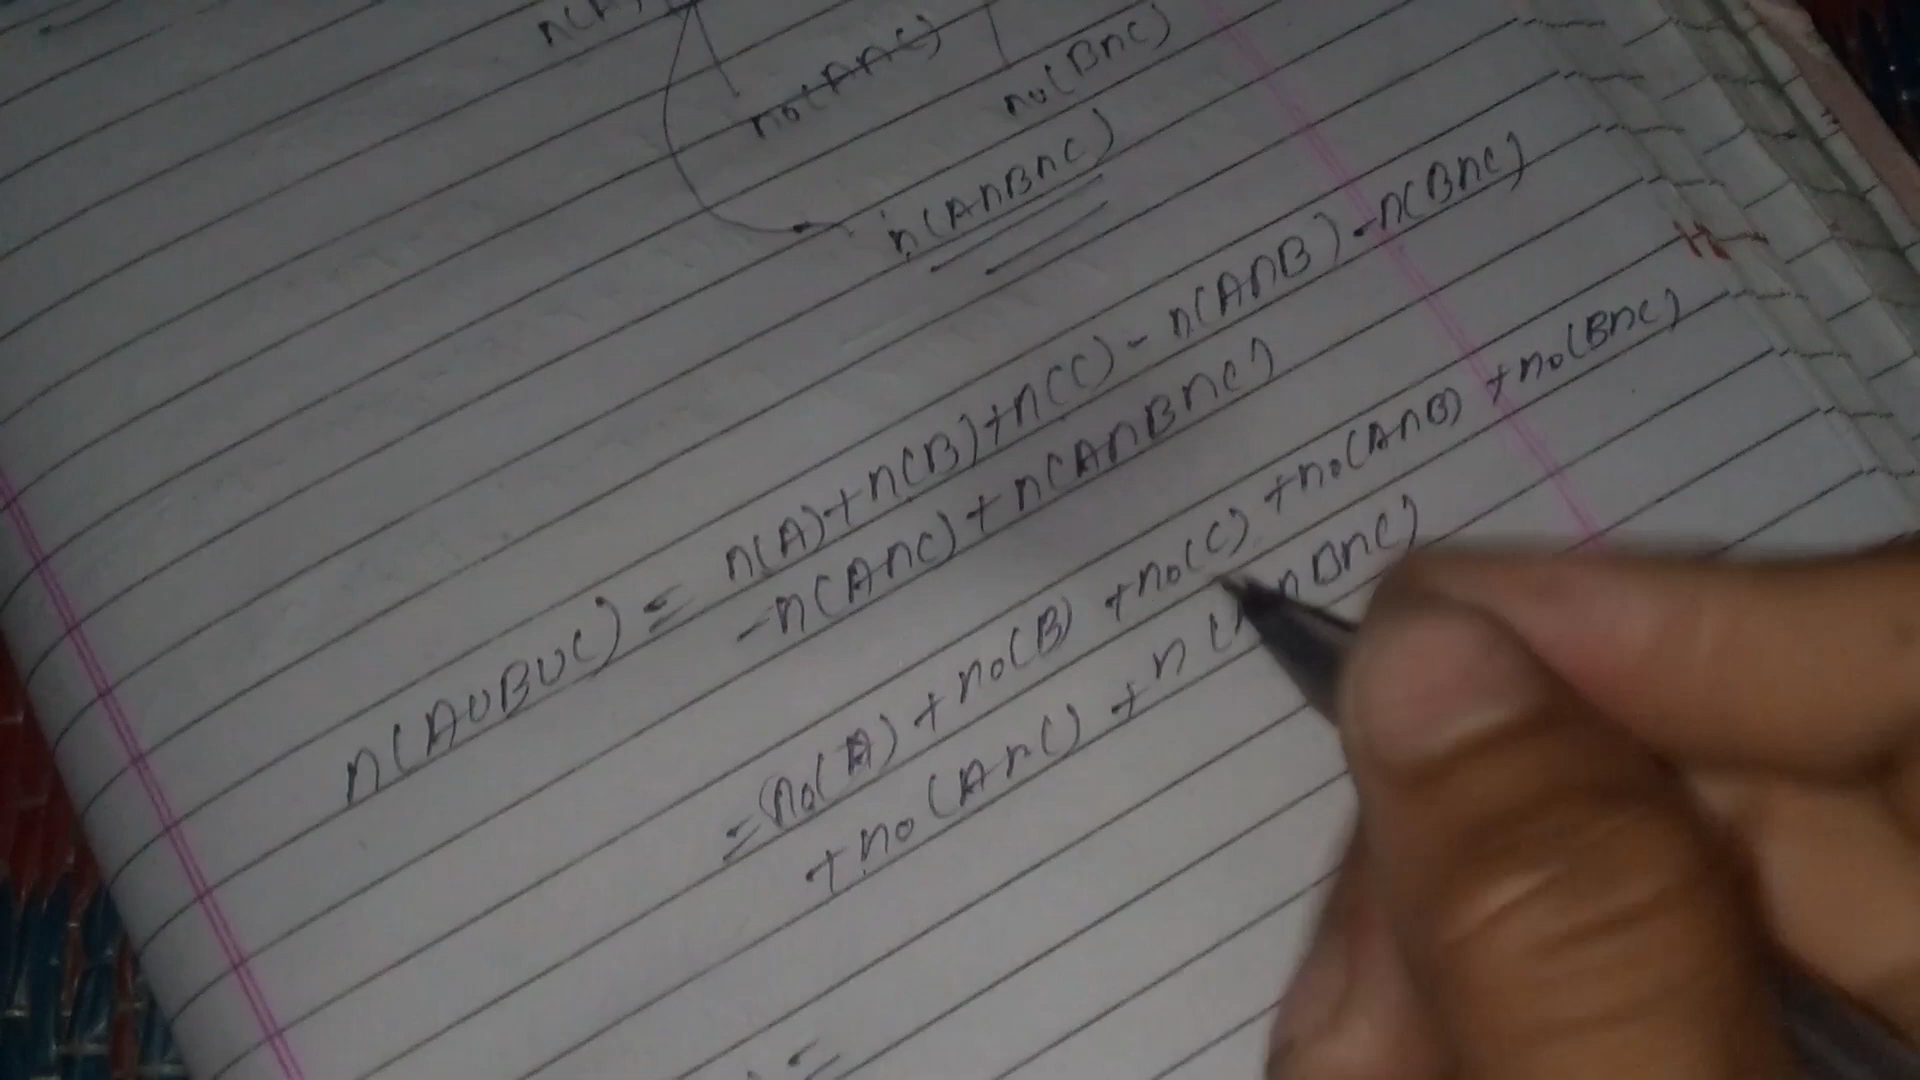 n₀(A∩C)
n₀(B∩C)
n(A∩B∩C)
n(A∪B∪C) = n(A)+n(B)+n(C)-n(A∩B)-n(B∩C)
-n(A∩C)+n(A∩B∩C)
=n₀(A)+n₀(B)+n₀(C)+n₀(A∩B)+n₀(B∩C)
+n₀(A∩C)+n(A∩B∩C)